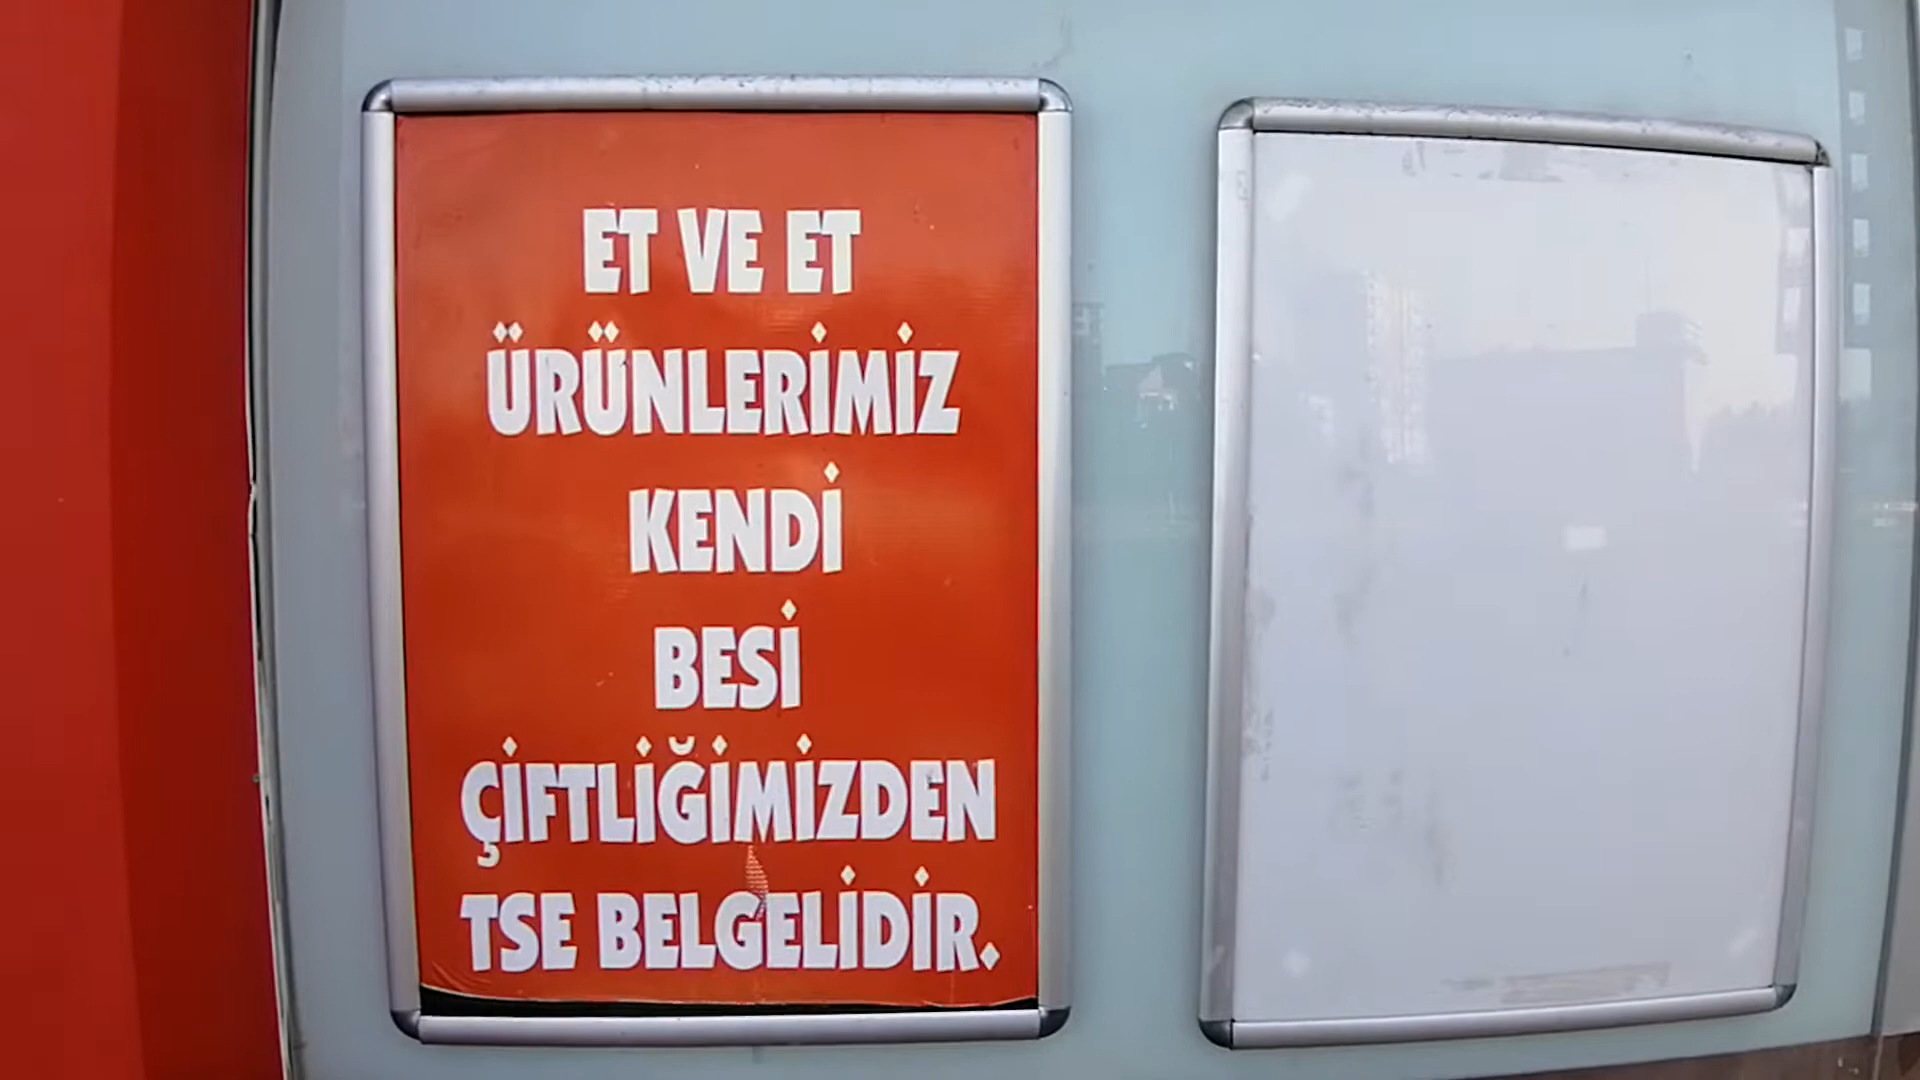 ET VE ET
ÜRÜNLERİMİZ
KENDİ
BESİ
ÇİFTLİĞİMİZDEN
TSE BELGELİDİR.